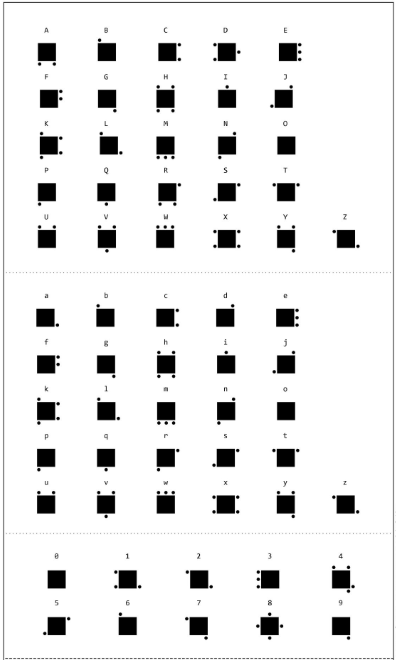 A B C D E
F G H I J
K L M N O
P Q R S T
U V W X Y Z
a b c d e
f g h i j
k l m n o
p q r s t
u v w x y z
0 1 2 3 4
5 6 7 8 9